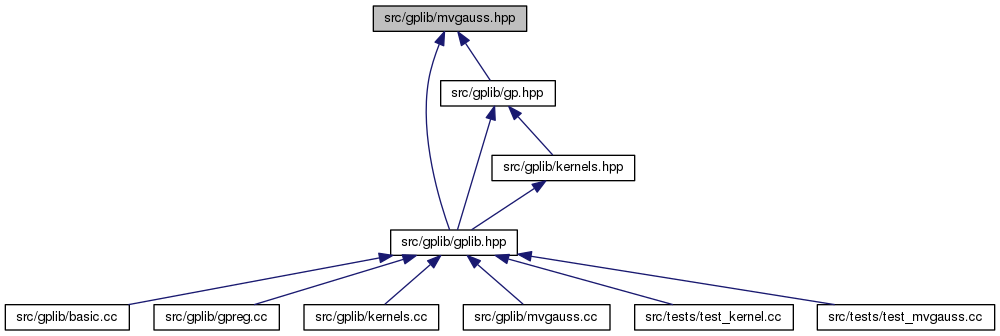 src/gplib/mvgauss.hpp
src/gplib/gp.hpp
src/gplib/kernels.hpp
src/gplib/gplib.hpp
src/gplib/basic.cc
src/gplib/gpreg.cc
src/gplib/kernels.cc
src/gplib/mvgauss.cc
src/tests/test_kernel.cc
src/tests/test_mvgauss.cc